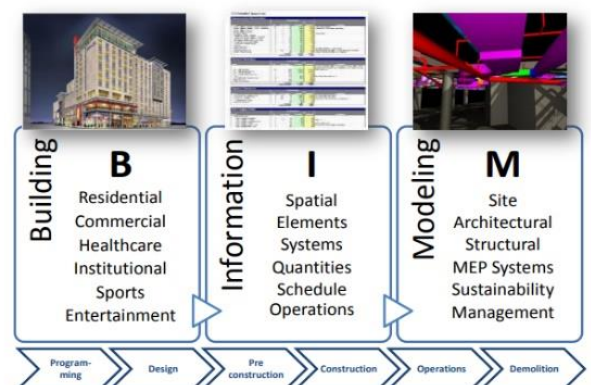 Building
B
Residential
Commercial
Healthcare
Institutional
Sports
Entertainment
Information
I
Spatial
Elements
Systems
Quantities
Schedule
Operations
Modeling
M
Site
Architectural
Structural
MEP Systems
Sustainability
Management
Program-
ming
Design
Pre
construction
Construction
Operations
Demolition